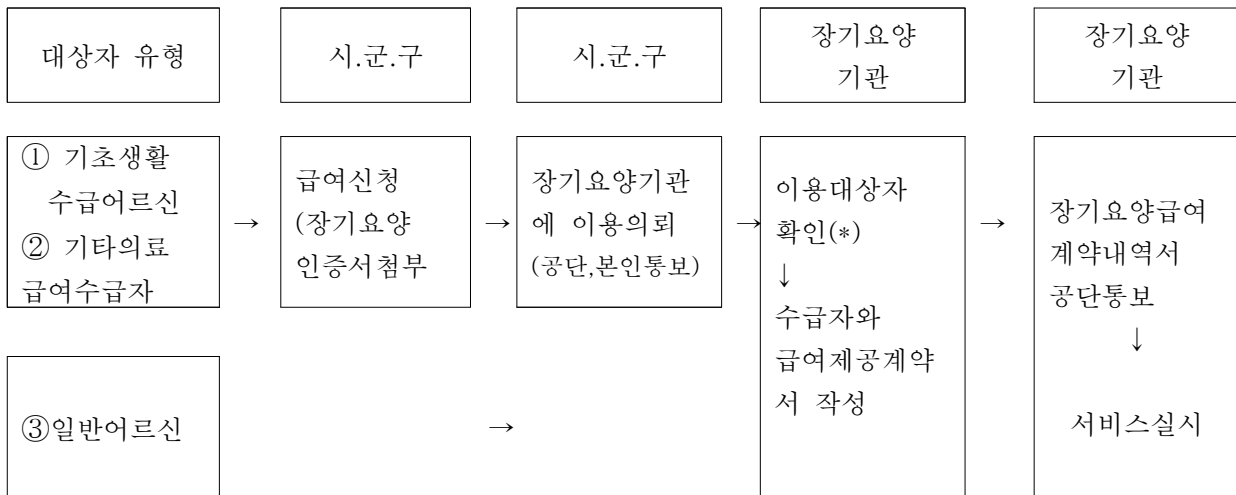 대상자 유형
시.군.구
시.군.구
장기요양
기관
장기요양
기관
① 기초생활
수급어르신
② 기타의료
급여수급자
→
급여신청
(장기요양
인증서첨부
→
장기요양기관
에 이용의뢰
(공단,본인통보)
→
이용대상자
확인(*)
↓
수급자와
급여제공계약
서 작성
→
장기요양급여
계약내역서
공단통보
↓
서비스실시
③일반어르신
→